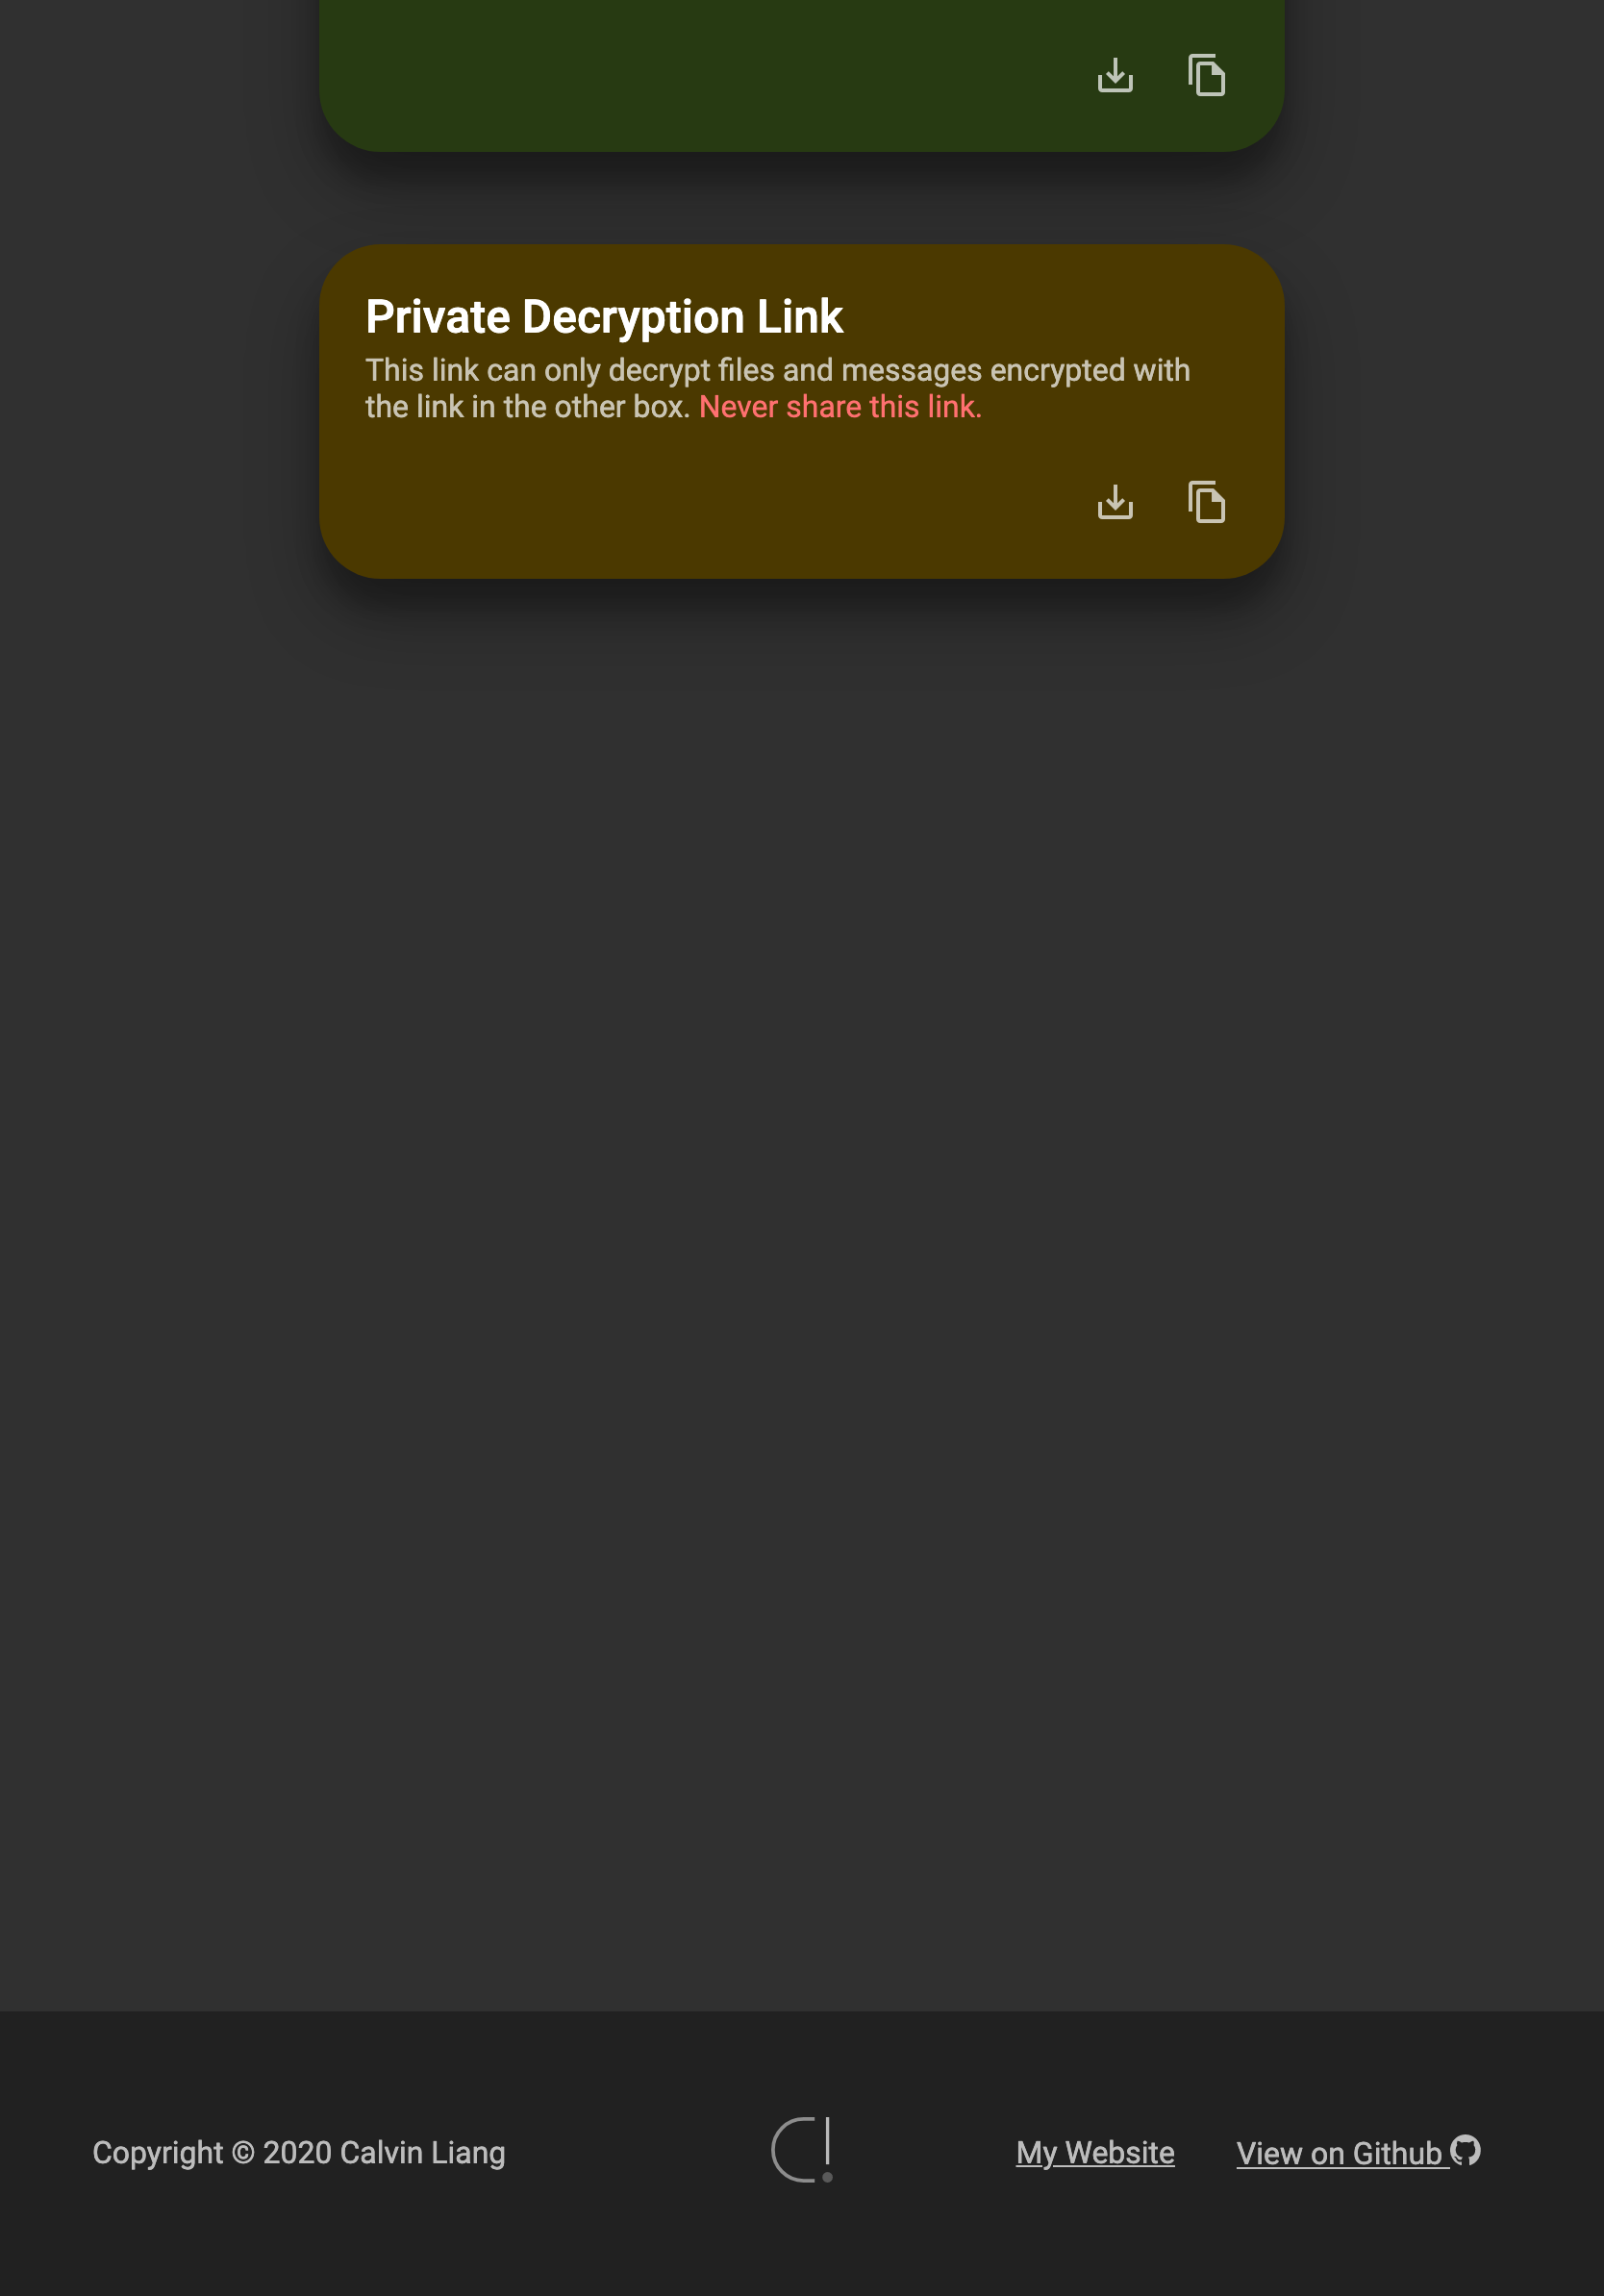 Private Decryption Link
This link can only decrypt files and messages encrypted with
the link in the other box. Never share this link.
Copyright © 2020 Calvin Liang
My Website
View on Github